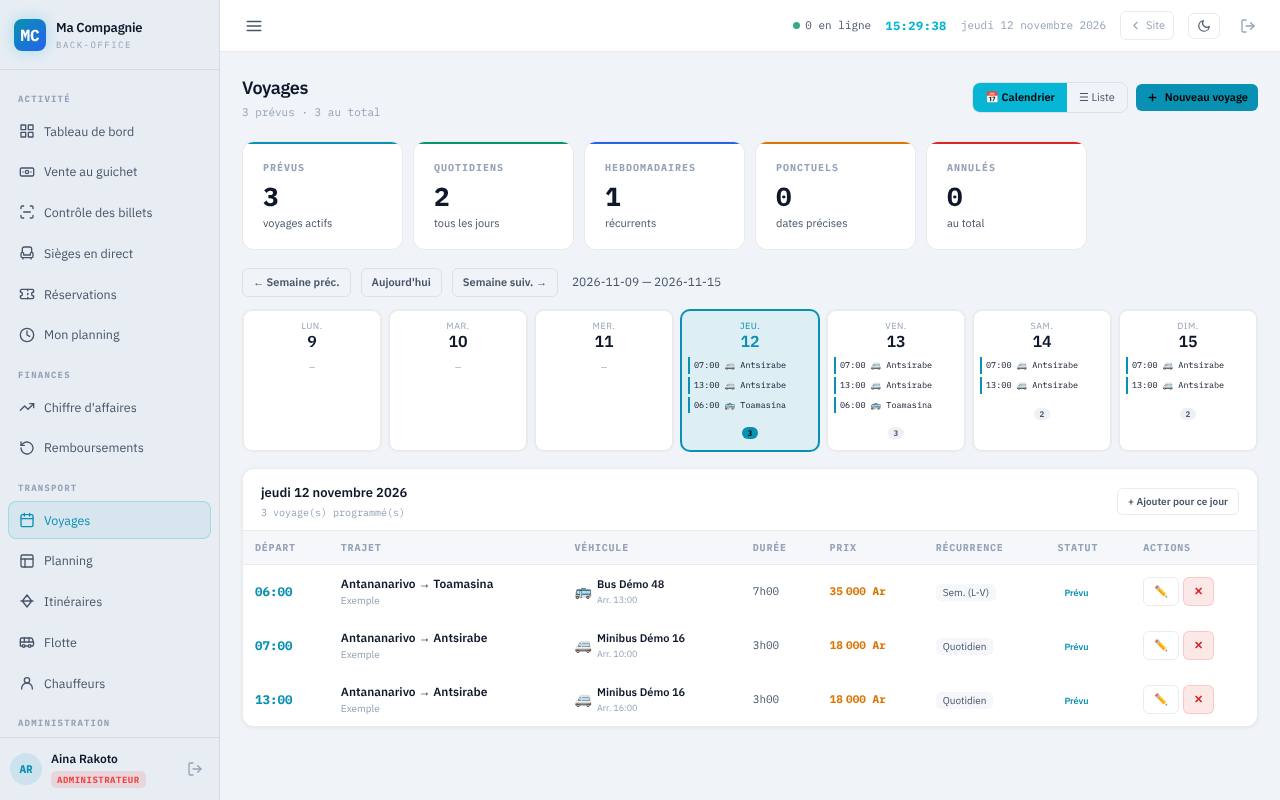 MC
Ma Compagnie
BACK-OFFICE
ACTIVITÉ
Tableau de bord
Vente au guichet
Contrôle des billets
Sièges en direct
Réservations
Mon planning
FINANCES
Chiffre d'affaires
Remboursements
TRANSPORT
Voyages
Planning
Itinéraires
Flotte
Chauffeurs
ADMINISTRATION
AR
Aina Rakoto
ADMINISTRATEUR
0 en ligne
15:29:38
jeudi 12 novembre 2026
Site
Voyages
3 prévus · 3 au total
📅 Calendrier
☰ Liste
+ Nouveau voyage
PRÉVUS
3
voyages actifs
QUOTIDIENS
2
tous les jours
HEBDOMADAIRES
1
récurrents
PONCTUELS
0
dates précises
ANNULÉS
0
au total
← Semaine préc.
Aujourd'hui
Semaine suiv. →
2026-11-09 — 2026-11-15
LUN.
9
—
MAR.
10
—
MER.
11
—
JEU.
12
07:00 🚐 Antsirabe
13:00 🚐 Antsirabe
06:00 🚌 Toamasina
3
VEN.
13
07:00 🚐 Antsirabe
13:00 🚐 Antsirabe
06:00 🚌 Toamasina
3
SAM.
14
07:00 🚐 Antsirabe
13:00 🚐 Antsirabe
2
DIM.
15
07:00 🚐 Antsirabe
13:00 🚐 Antsirabe
2
jeudi 12 novembre 2026
3 voyage(s) programmé(s)
+ Ajouter pour ce jour
DÉPART TRAJET VÉHICULE DURÉE PRIX RÉCURRENCE STATUT ACTIONS
06:00 Antananarivo → Toamasina 🚌 Bus Démo 48 7h00 35 000 Ar Sem. (L-V) Prévu ✏️ ✕
Exemple Arr. 13:00
07:00 Antananarivo → Antsirabe 🚐 Minibus Démo 16 3h00 18 000 Ar Quotidien Prévu ✏️ ✕
Exemple Arr. 10:00
13:00 Antananarivo → Antsirabe 🚐 Minibus Démo 16 3h00 18 000 Ar Quotidien Prévu ✏️ ✕
Exemple Arr. 16:00